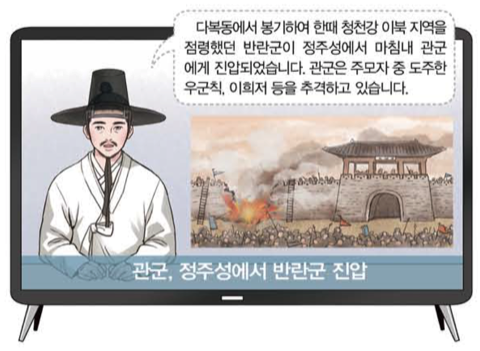 다복동에서 봉기하여 한때 청천강 이북 지역을
점령했던 반란군이 정주성에서 마침내 관군
에게 진압되었습니다. 관군은 주모자 중 도주한
우군칙, 이희저 등을 추격하고 있습니다.
관군, 정주성에서 반란군 진압